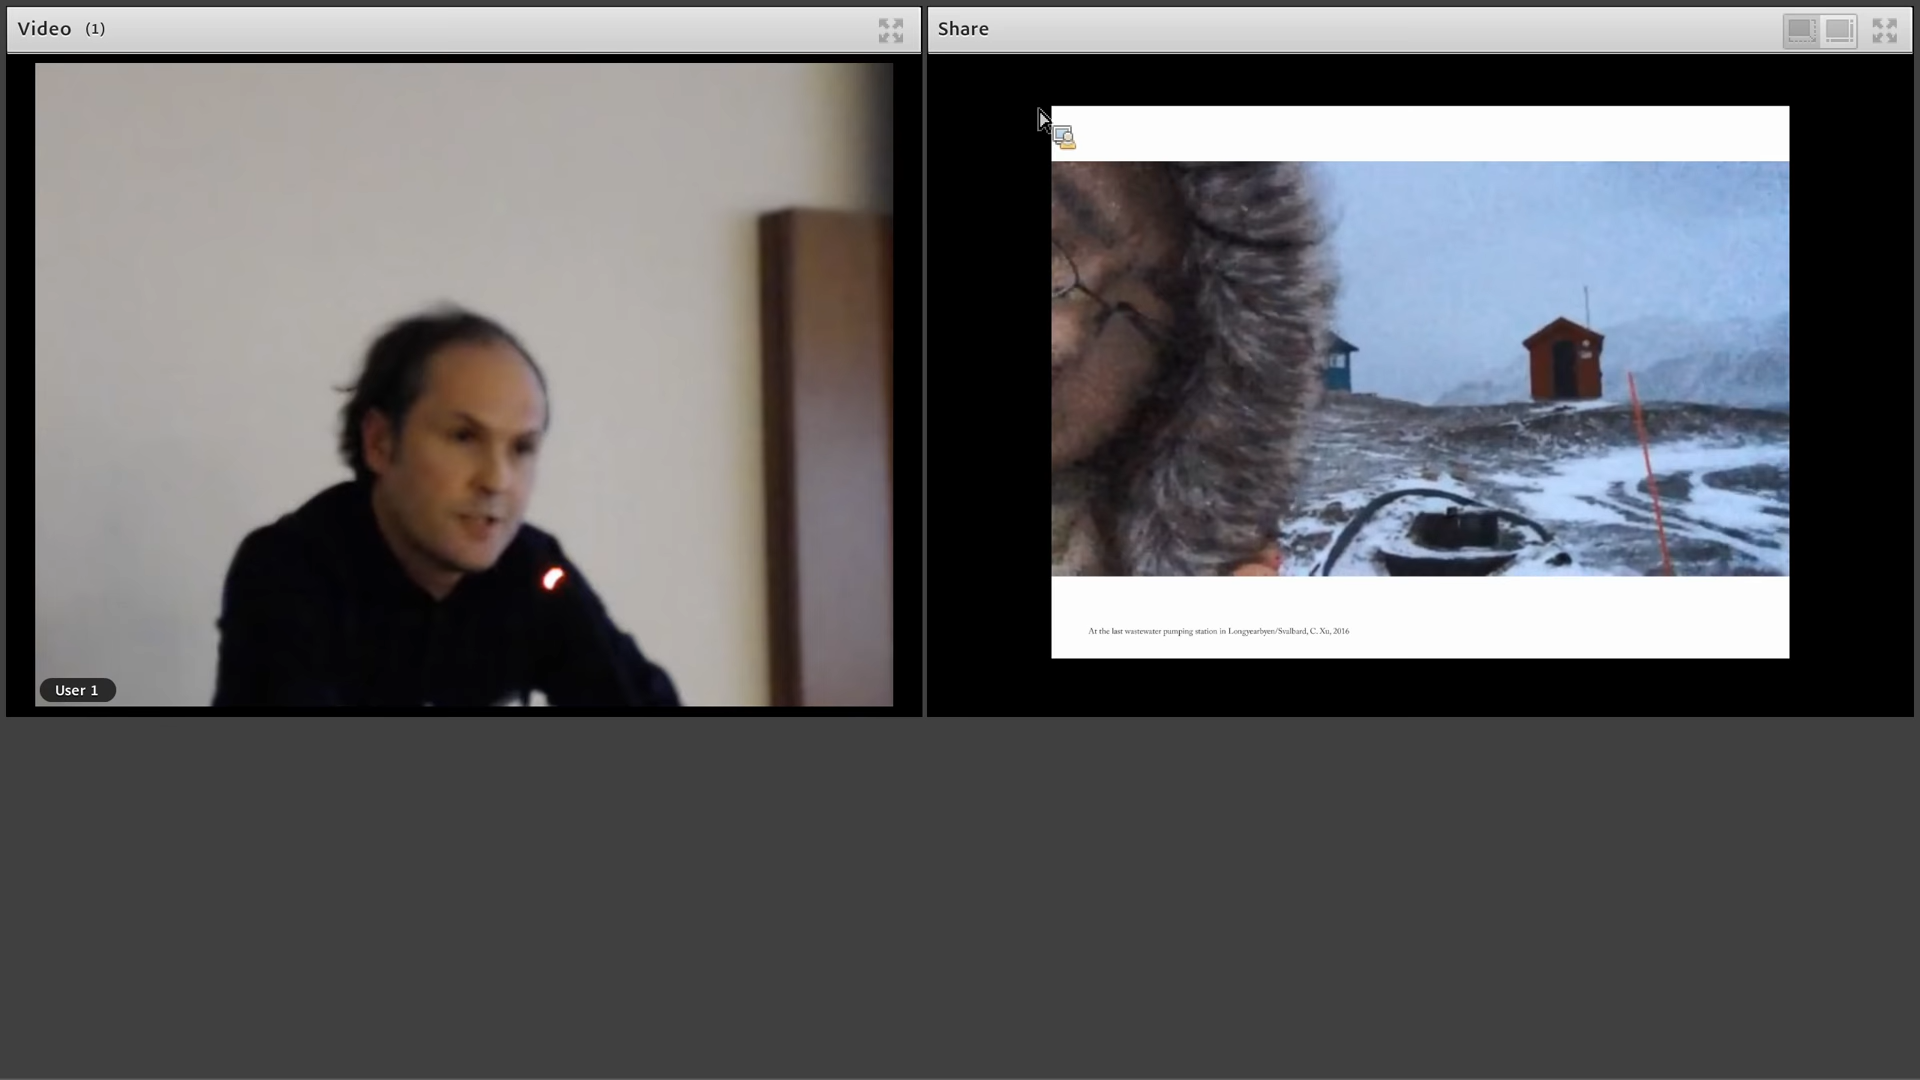 Video (1)
Share
User 1
At the last wastewater pumping station in Longyearbyen/Svalbard, C. Xu, 2016